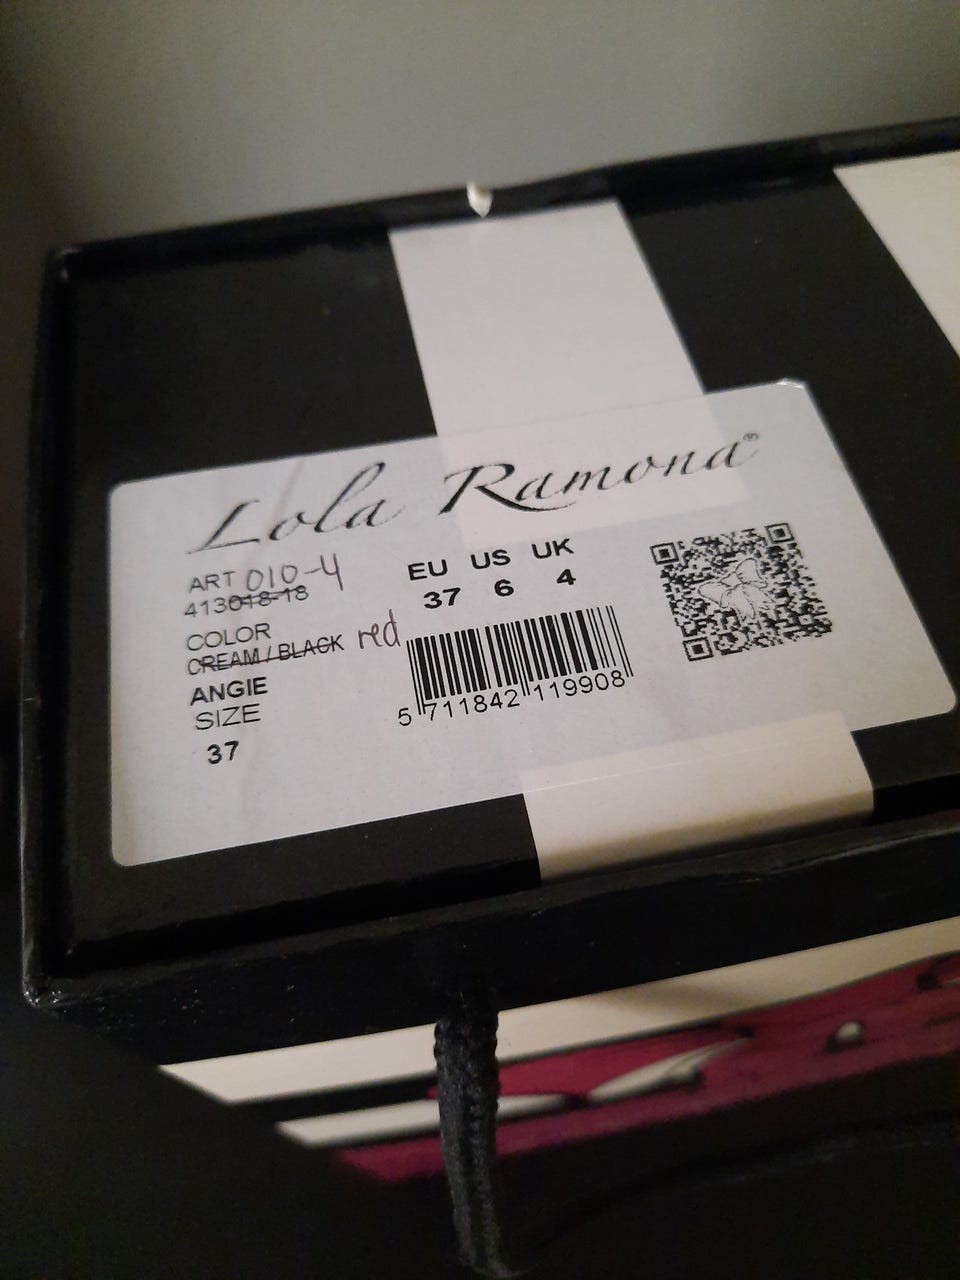 Lola Ramona®
ART 010-4
413018-18
COLOR
CREAM / BLACK red
ANGIE
SIZE
37
EU US UK
37 6 4
5 711842 119908